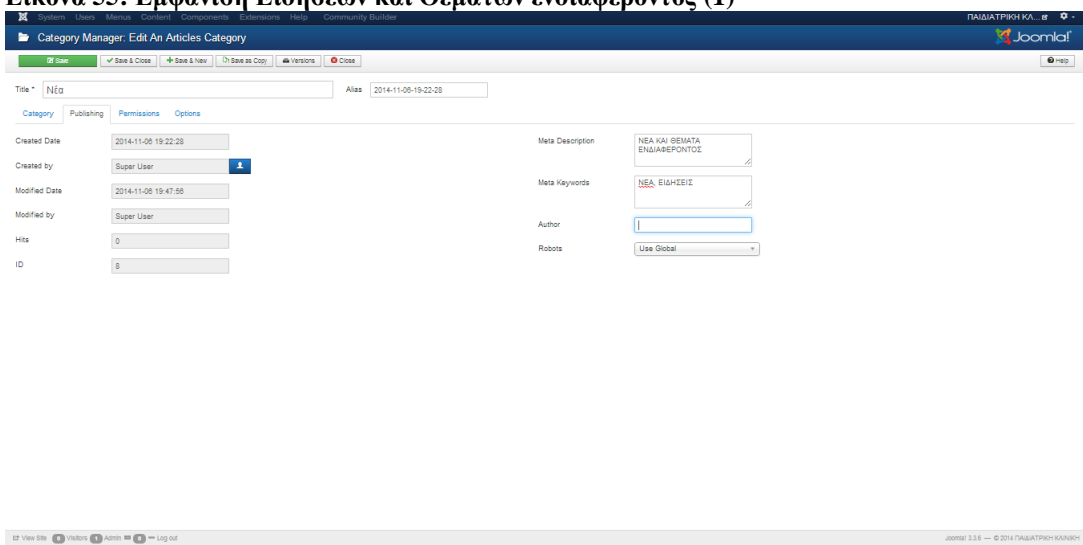 Εικόνα 35: Εμφάνιση Ειδήσεων και Θεμάτων ενδιαφέροντος (1)
System Users Menus Content Components Extensions Help Community Builder ΠΑΙΔΙΑΤΡΙΚΗ ΚΛ...
Category Manager: Edit An Articles Category Joomla!
Save Save & Close Save & New Save as Copy Versions Close Help
Title * Νέα Alias 2014-11-06-19-22-28
Category Publishing Permissions Options
Created Date 2014-11-06 19:22:28
Created by Super User
Modified Date 2014-11-06 19:47:56
Modified by Super User
Hits 0
ID 8
Meta Description ΝΕΑ ΚΑΙ ΘΕΜΑΤΑ
ΕΝΔΙΑΦΕΡΟΝΤΟΣ
Meta Keywords ΝΕΑ, ΕΙΔΗΣΕΙΣ
Author
Robots Use Global
View Site Visitors 1 Admin Log out Joomla! 3.3.6 — © 2014 ΠΑΙΔΙΑΤΡΙΚΗ ΚΛΙΝΙΚΗ